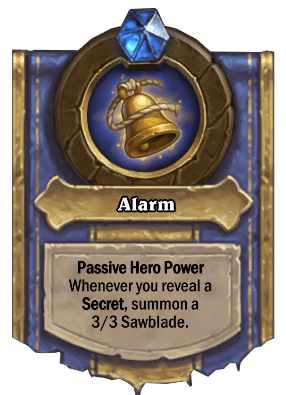 Alarm
Passive Hero Power
Whenever you reveal a
Secret, summon a
3/3 Sawblade.